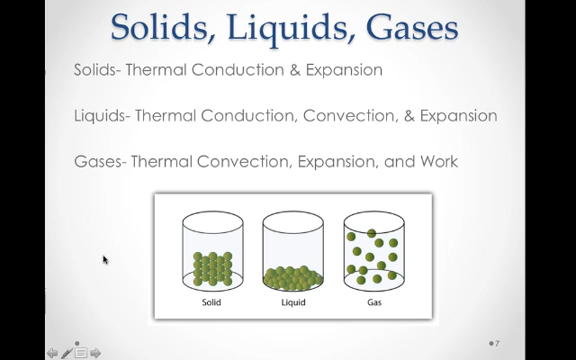 Solids, Liquids, Gases
Solids- Thermal Conduction & Expansion
Liquids- Thermal Conduction, Convection, & Expansion
Gases- Thermal Convection, Expansion, and Work
Solid Liquid Gas
7